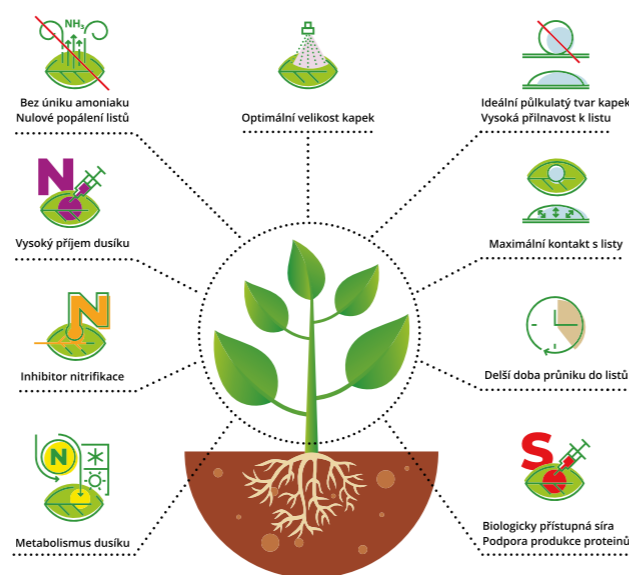 NH₃
Bez úniku amoniaku
Nulové popálení listů
Optimální velikost kapek
Ideální půlkulatý tvar kapek
Vysoká přilnavost k listu
N
Vysoký příjem dusíku
Maximální kontakt s listy
N
Inhibitor nitrifikace
Delší doba průniku do listů
N
Metabolismus dusíku
S
Biologicky přístupná síra
Podpora produkce proteinů